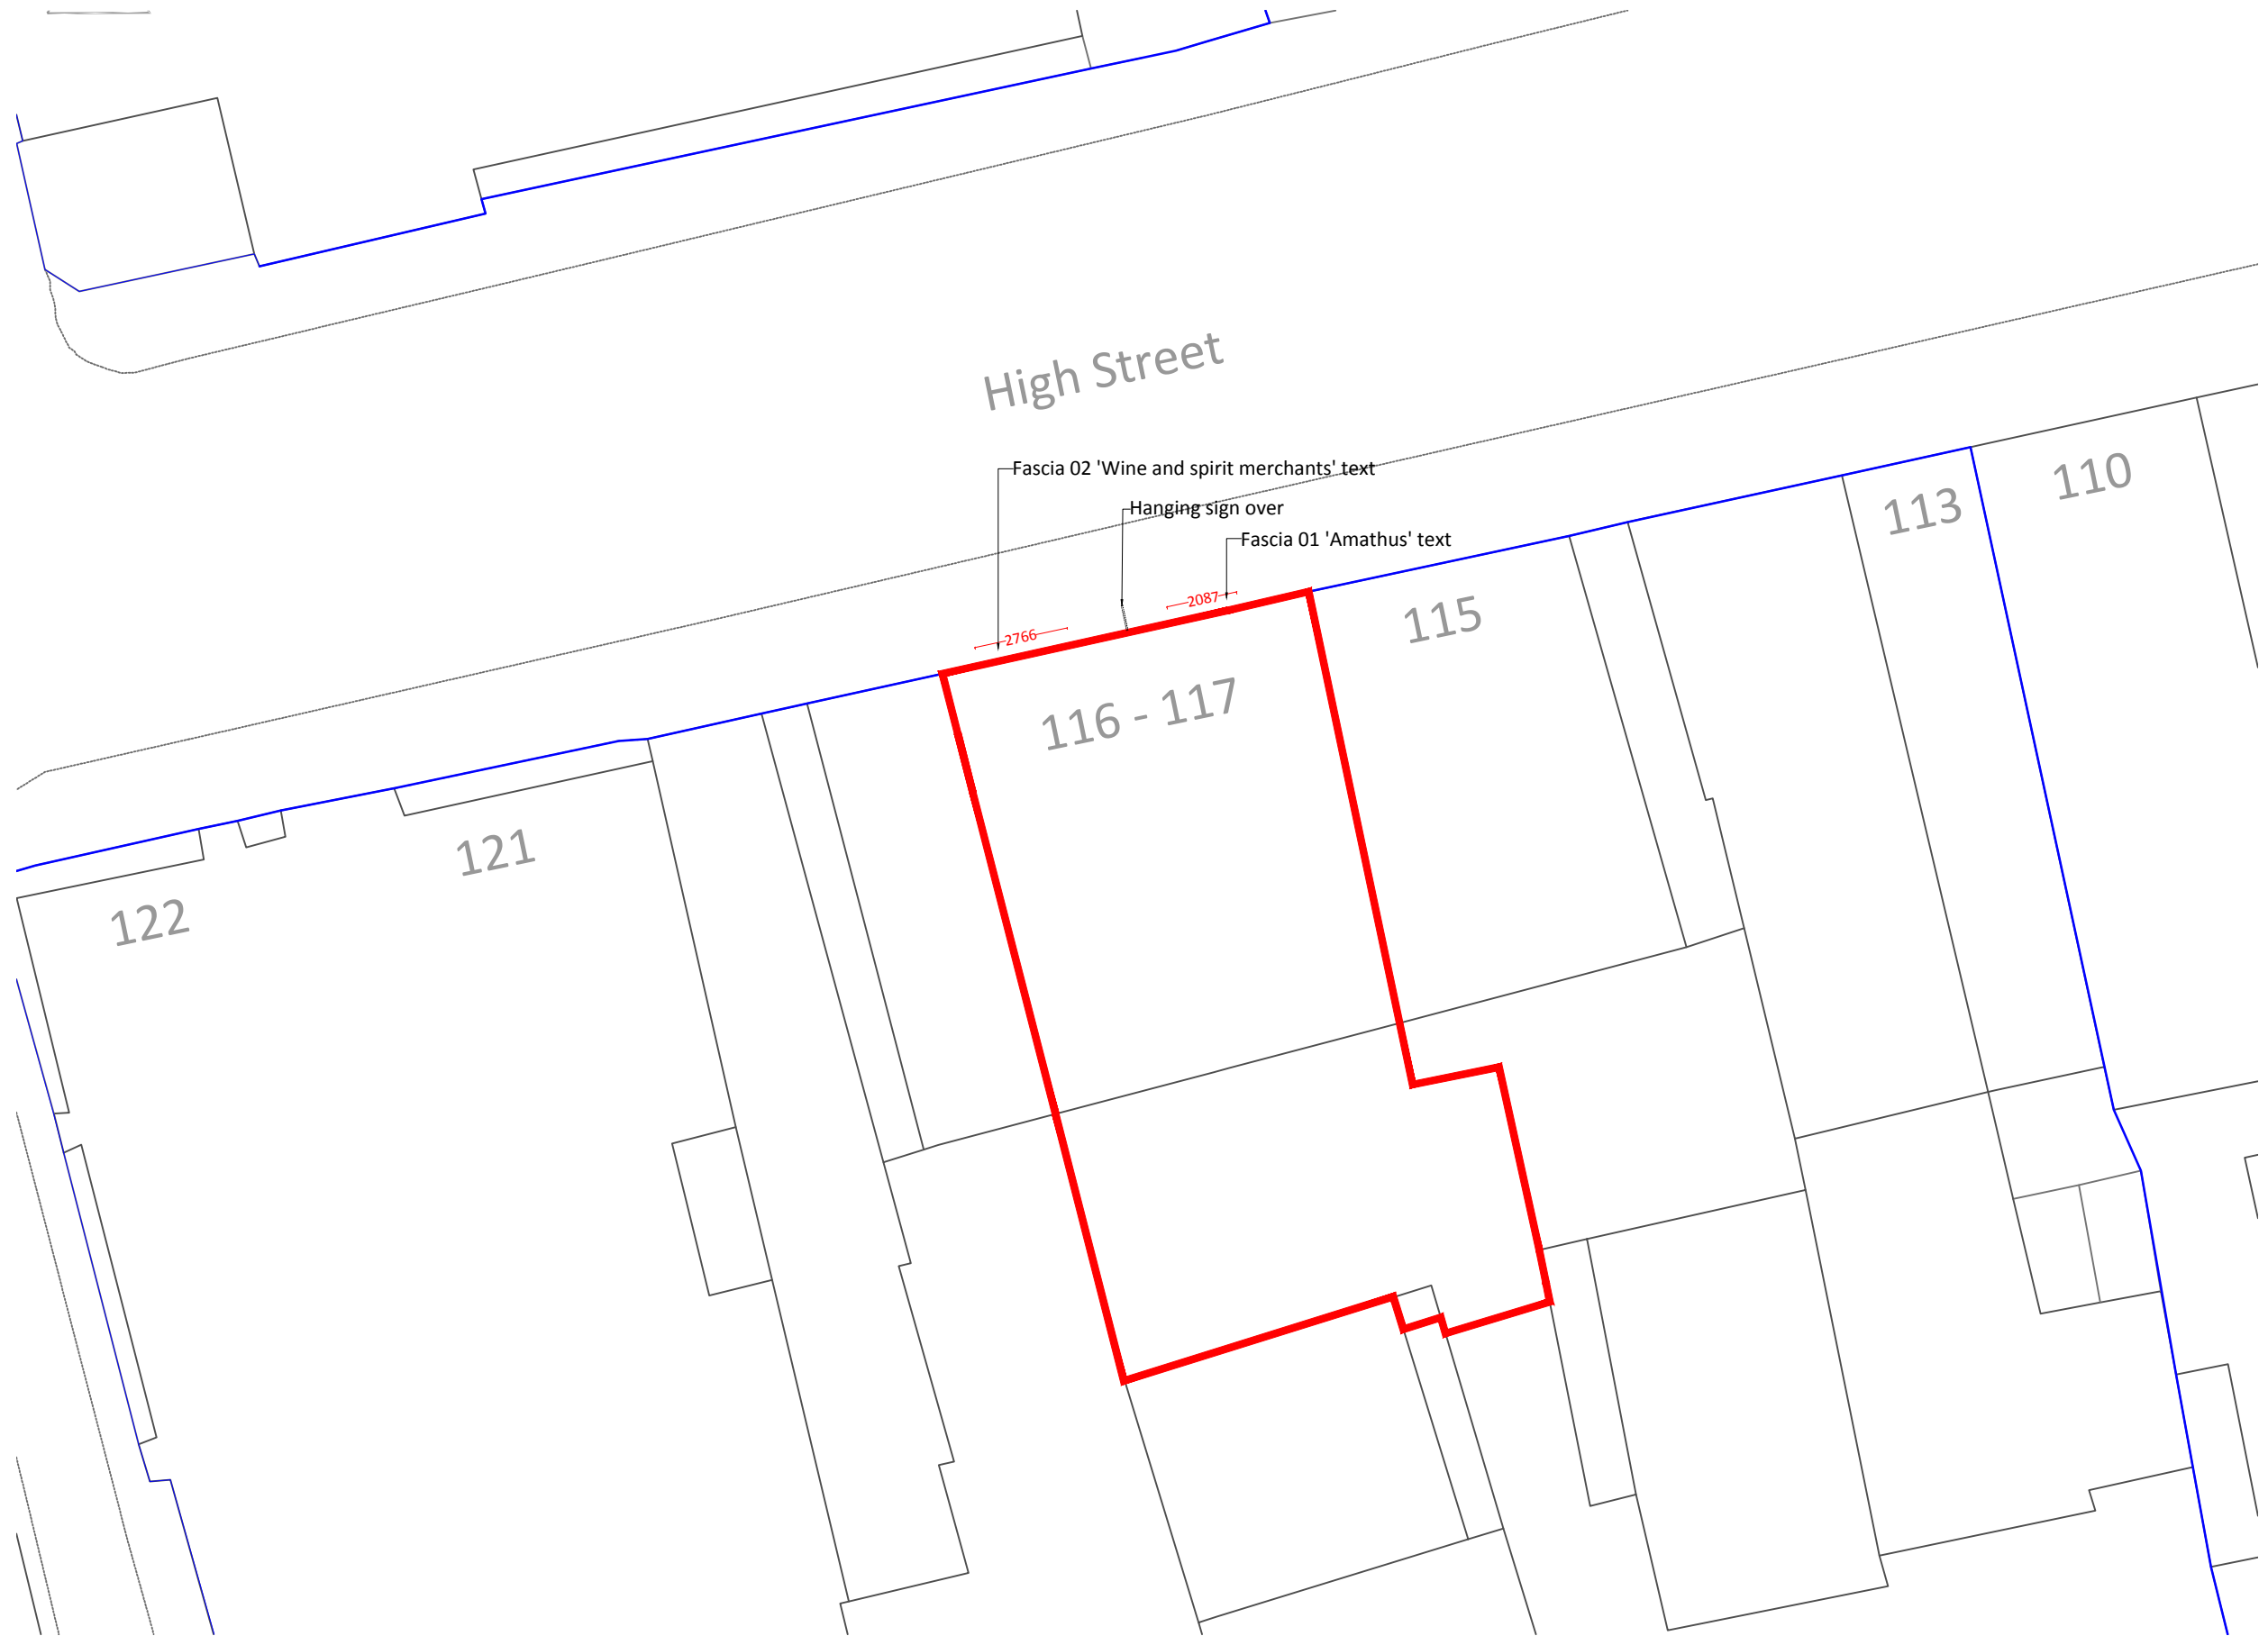 High Street
Fascia 02 'Wine and spirit merchants' text
Hanging sign over
Fascia 01 'Amathus' text
2087
2766
110
113
115
116 - 117
121
122